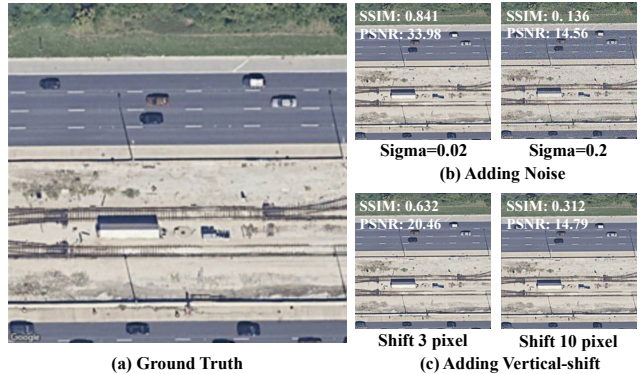 SSIM: 0.841
PSNR: 33.98
SSIM: 0. 136
PSNR: 14.56
Sigma=0.02
Sigma=0.2
(b) Adding Noise
SSIM: 0.632
PSNR: 20.46
SSIM: 0.312
PSNR: 14.79
Google
Shift 3 pixel
Shift 10 pixel
(a) Ground Truth
(c) Adding Vertical-shift